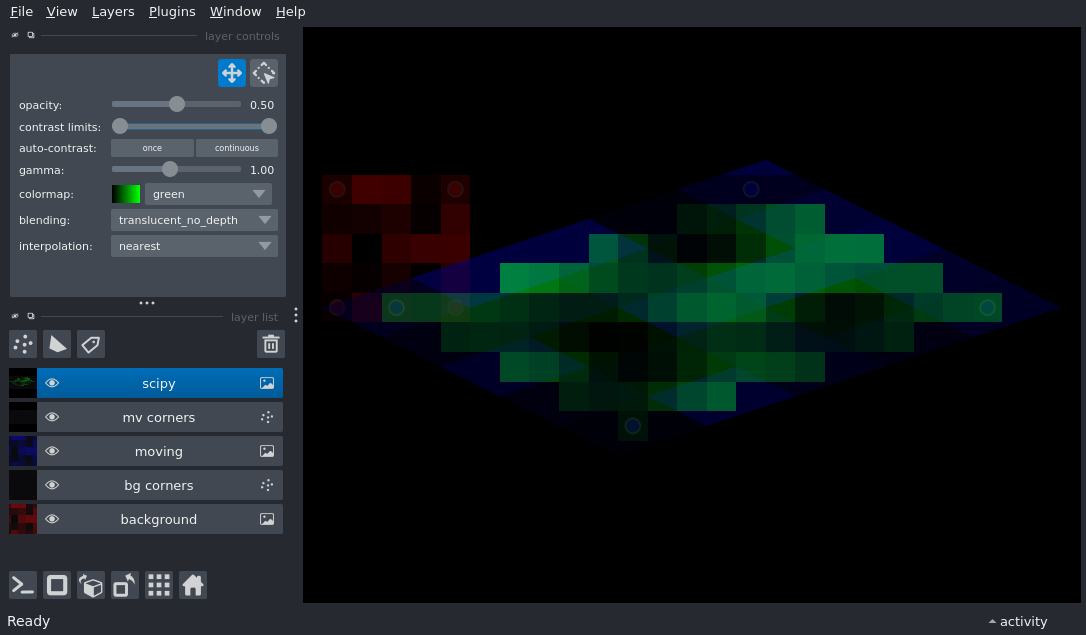 File View Layers Plugins Window Help
layer controls
opacity: 0.50
contrast limits:
auto-contrast: once continuous
gamma: 1.00
colormap: green
blending: translucent_no_depth
interpolation: nearest
layer list
scipy
mv corners
moving
bg corners
background
Ready activity